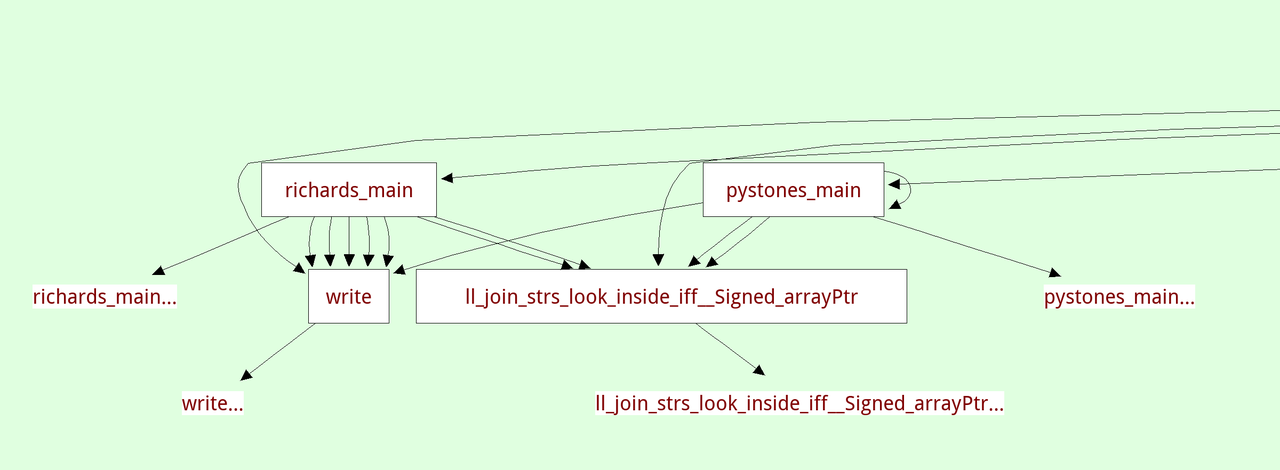 richards_main
pystones_main
richards_main...
write
ll_join_strs_look_inside_iff__Signed_arrayPtr
pystones_main...
write...
ll_join_strs_look_inside_iff__Signed_arrayPtr...